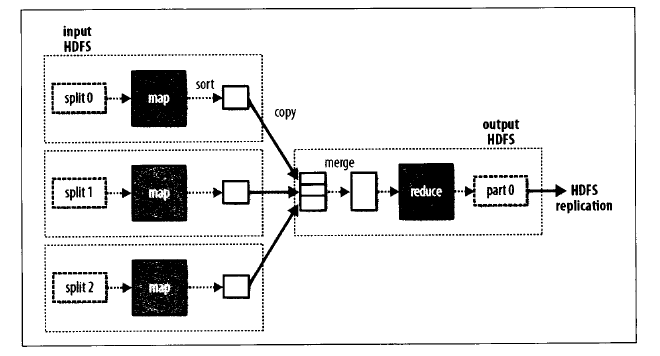 input
HDFS
split 0
map
sort
copy
split 1
map
split 2
map
merge
reduce
output
HDFS
part 0
HDFS
replication